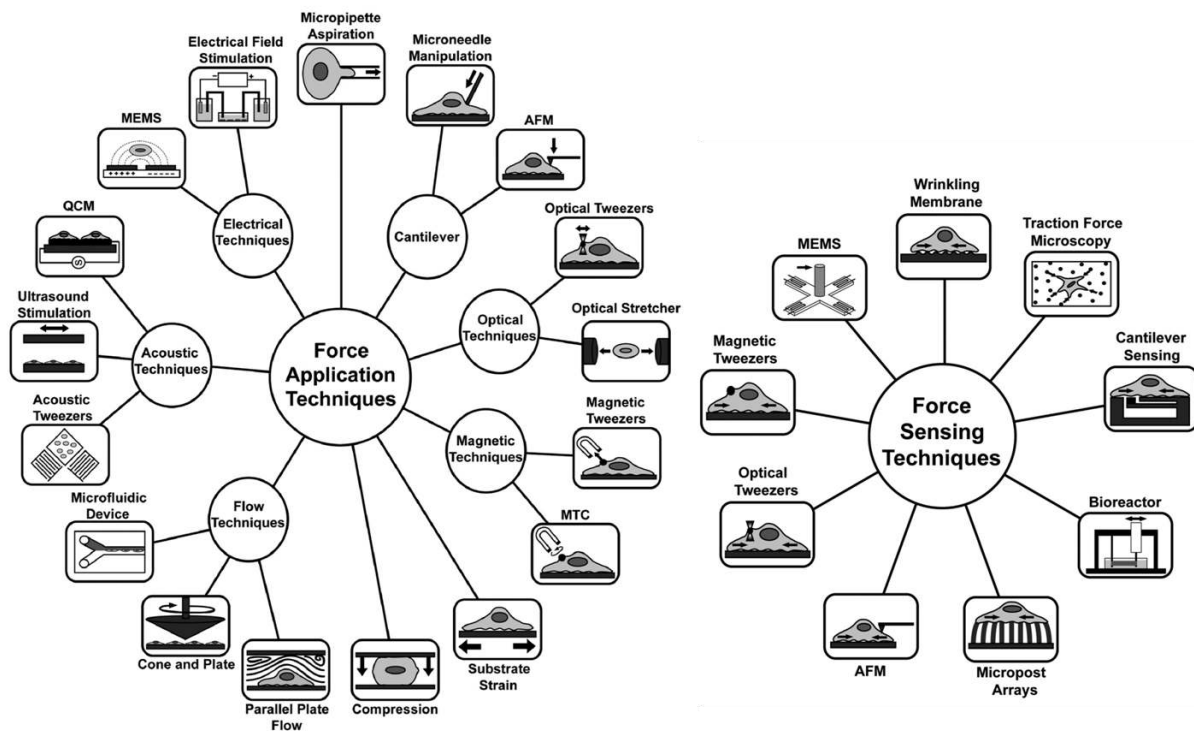 Micropipette
Aspiration
Electrical Field
Stimulation
Microneedle
Manipulation
MEMS
AFM
QCM
Electrical
Techniques
Cantilever
Optical Tweezers
S
Ultrasound
Stimulation
Acoustic
Techniques
Force
Application
Techniques
Optical
Techniques
Optical Stretcher
Acoustic
Tweezers
Magnetic
Techniques
Magnetic
Tweezers
Microfluidic
Device
Flow
Techniques
MTC
Cone and Plate
Parallel Plate
Flow
Compression
Substrate
Strain
Wrinkling
Membrane
MEMS
Traction Force
Microscopy
Magnetic
Tweezers
Force
Sensing
Techniques
Cantilever
Sensing
Optical
Tweezers
Bioreactor
AFM
Micropost
Arrays